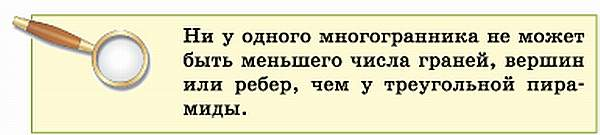 Ни у одного многогранника не может
быть меньшего числа граней, вершин
или ребер, чем у треугольной пира-
миды.